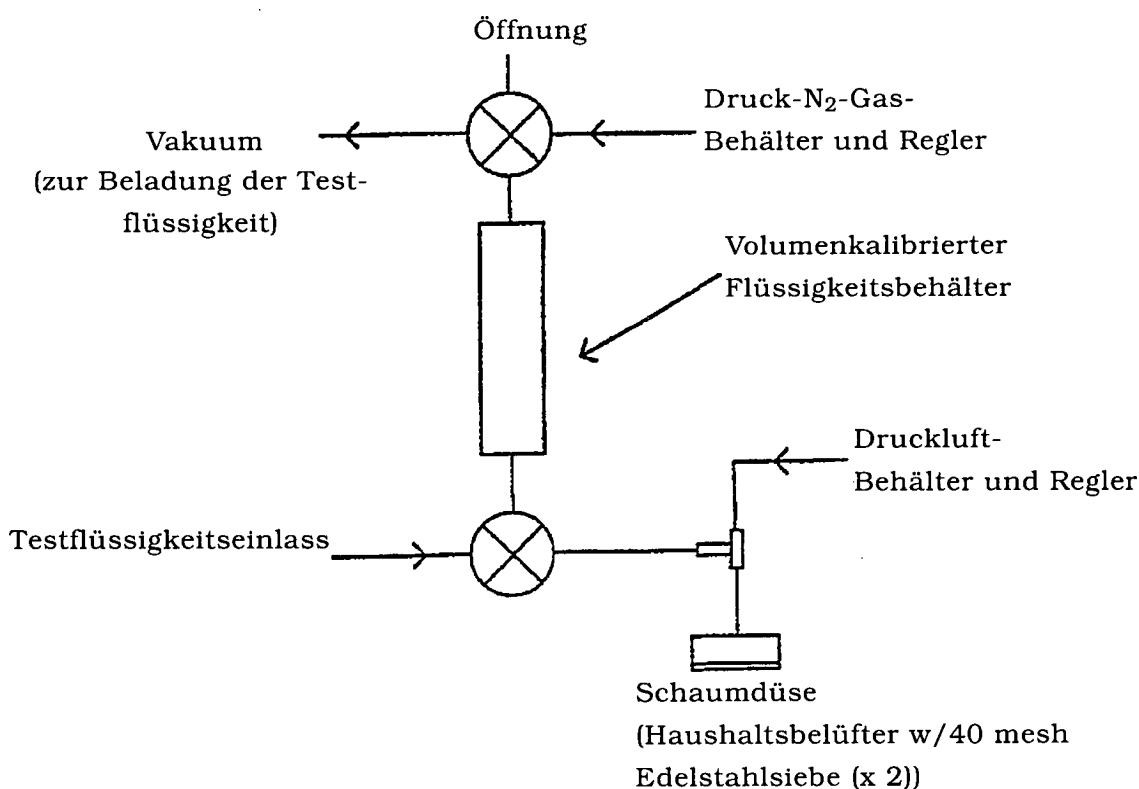 Öffnung
Druck-N₂-Gas-
Behälter und Regler
Vakuum
(zur Beladung der Test-
flüssigkeit)
Volumenkalibrierter
Flüssigkeitsbehälter
Druckluft-
Behälter und Regler
Testflüssigkeitseinlass
Schaumdüse
(Haushaltsbelüfter w/40 mesh
Edelstahlsiebe (x 2))